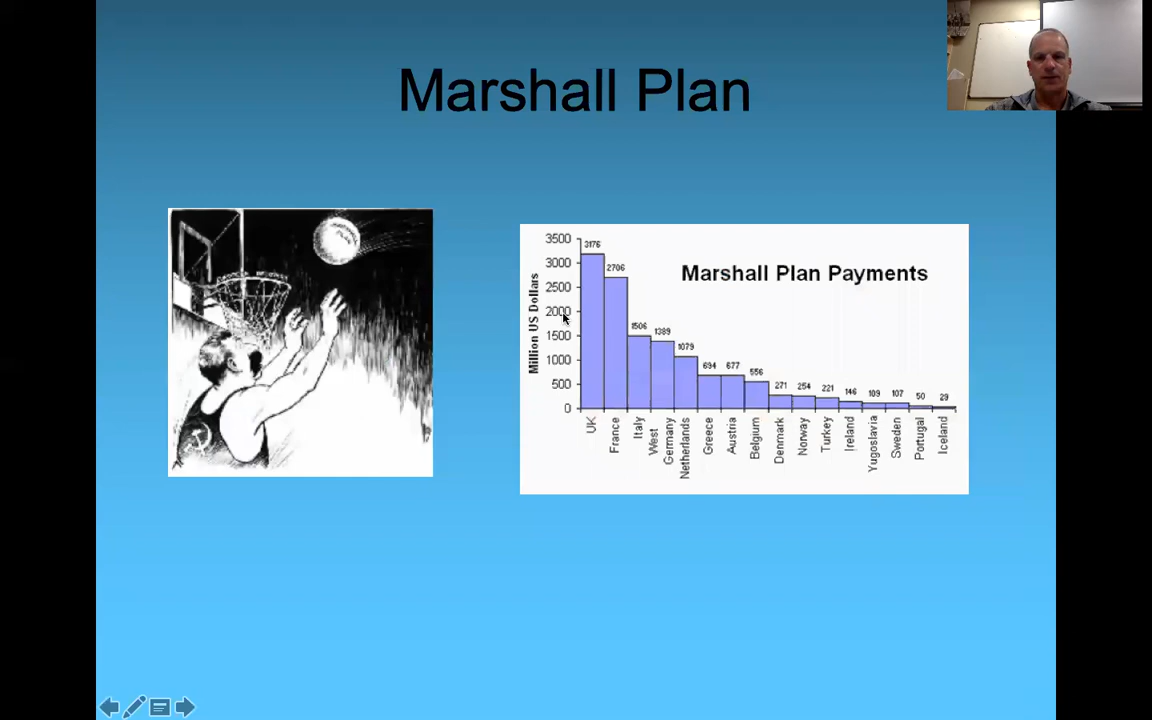 Marshall Plan
PLAN
Marshall Plan Payments
Million US Dollars
3500
3000
2500
2000
1500
1000
500
0
3176
2706
1506
1389
1079
694
677
556
271
254
221
146
109
107
50
29
UK
France
Italy
West
Germany
Netherlands
Greece
Austria
Belgium
Denmark
Norway
Turkey
Ireland
Yugoslavia
Sweden
Portugal
Iceland